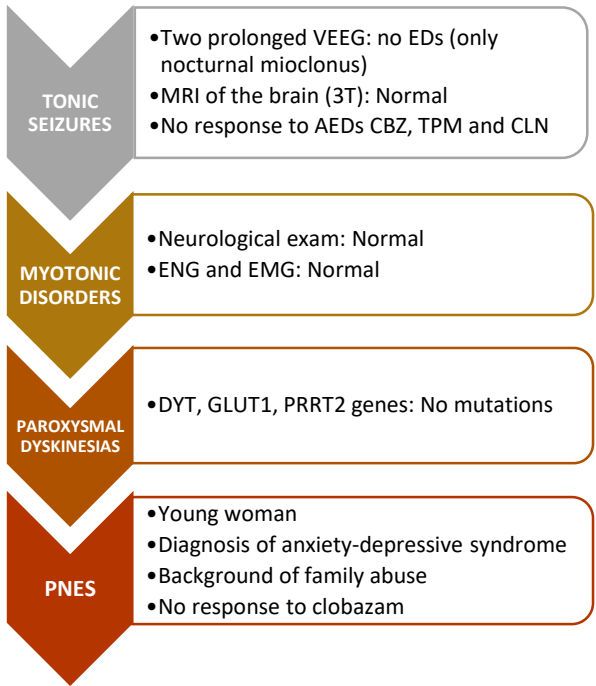 TONIC
SEIZURES
•Two prolonged VEEG: no EDs (only
nocturnal mioclonus)
•MRI of the brain (3T): Normal
•No response to AEDs CBZ, TPM and CLN
MYOTONIC
DISORDERS
•Neurological exam: Normal
•ENG and EMG: Normal
PAROXYSMAL
DYSKINESIAS
•DYT, GLUT1, PRRT2 genes: No mutations
PNES
•Young woman
•Diagnosis of anxiety-depressive syndrome
•Background of family abuse
•No response to clobazam